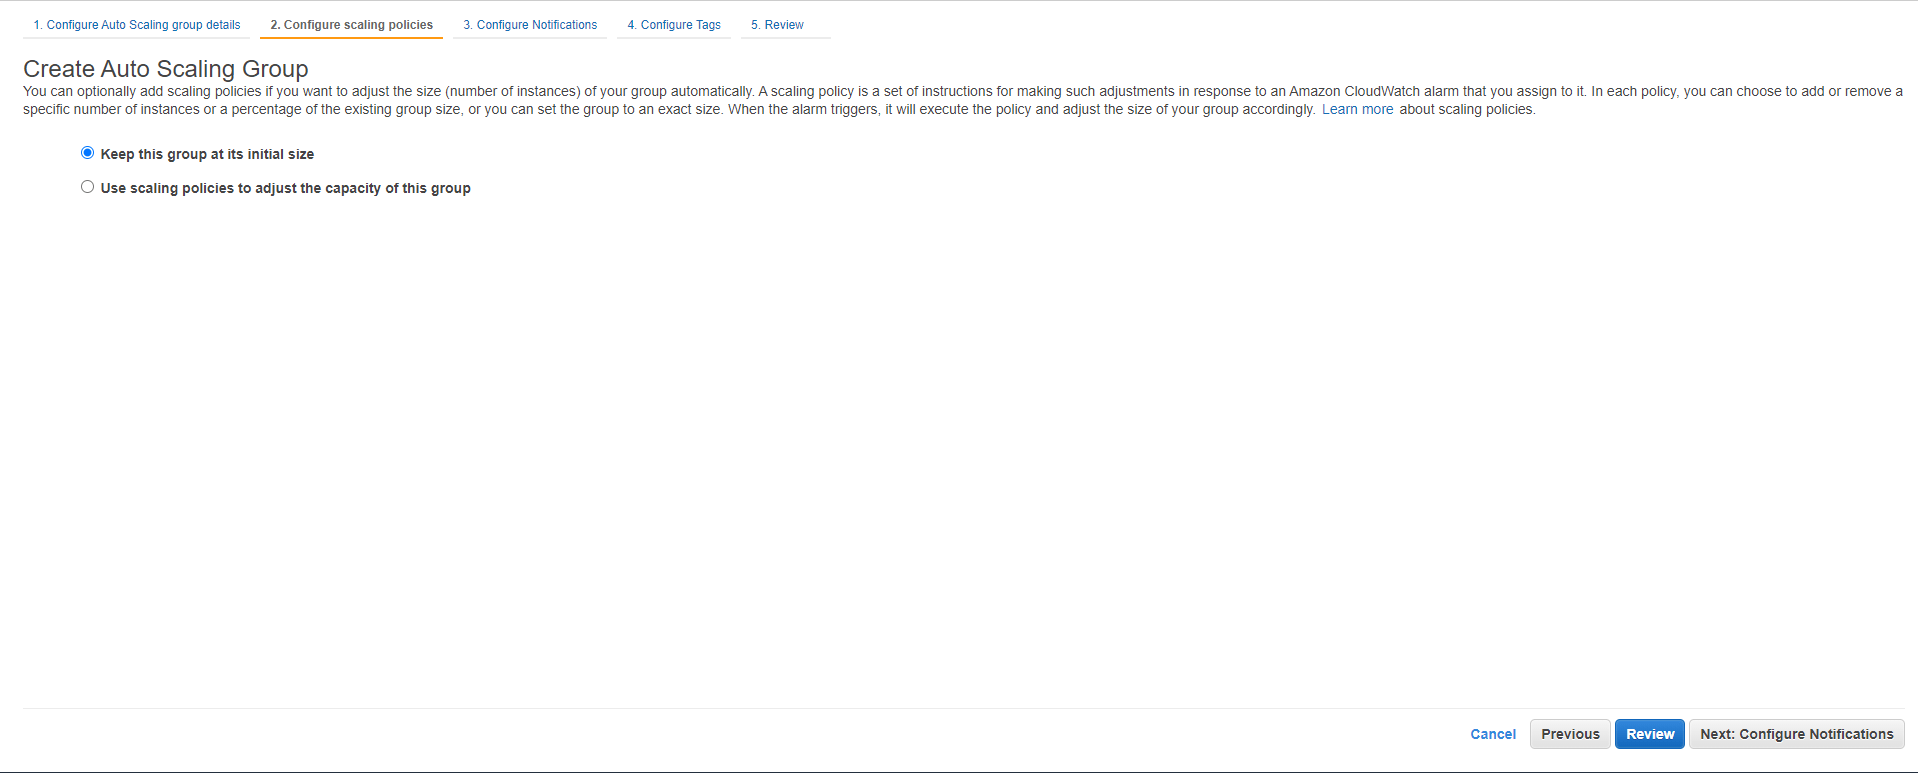 1. Configure Auto Scaling group details 2. Configure scaling policies 3. Configure Notifications 4. Configure Tags 5. Review
Create Auto Scaling Group
You can optionally add scaling policies if you want to adjust the size (number of instances) of your group automatically. A scaling policy is a set of instructions for making such adjustments in response to an Amazon CloudWatch alarm that you assign to it. In each policy, you can choose to add or remove a
specific number of instances or a percentage of the existing group size, or you can set the group to an exact size. When the alarm triggers, it will execute the policy and adjust the size of your group accordingly. Learn more about scaling policies.
Keep this group at its initial size
Use scaling policies to adjust the capacity of this group
Cancel Previous Review Next: Configure Notifications